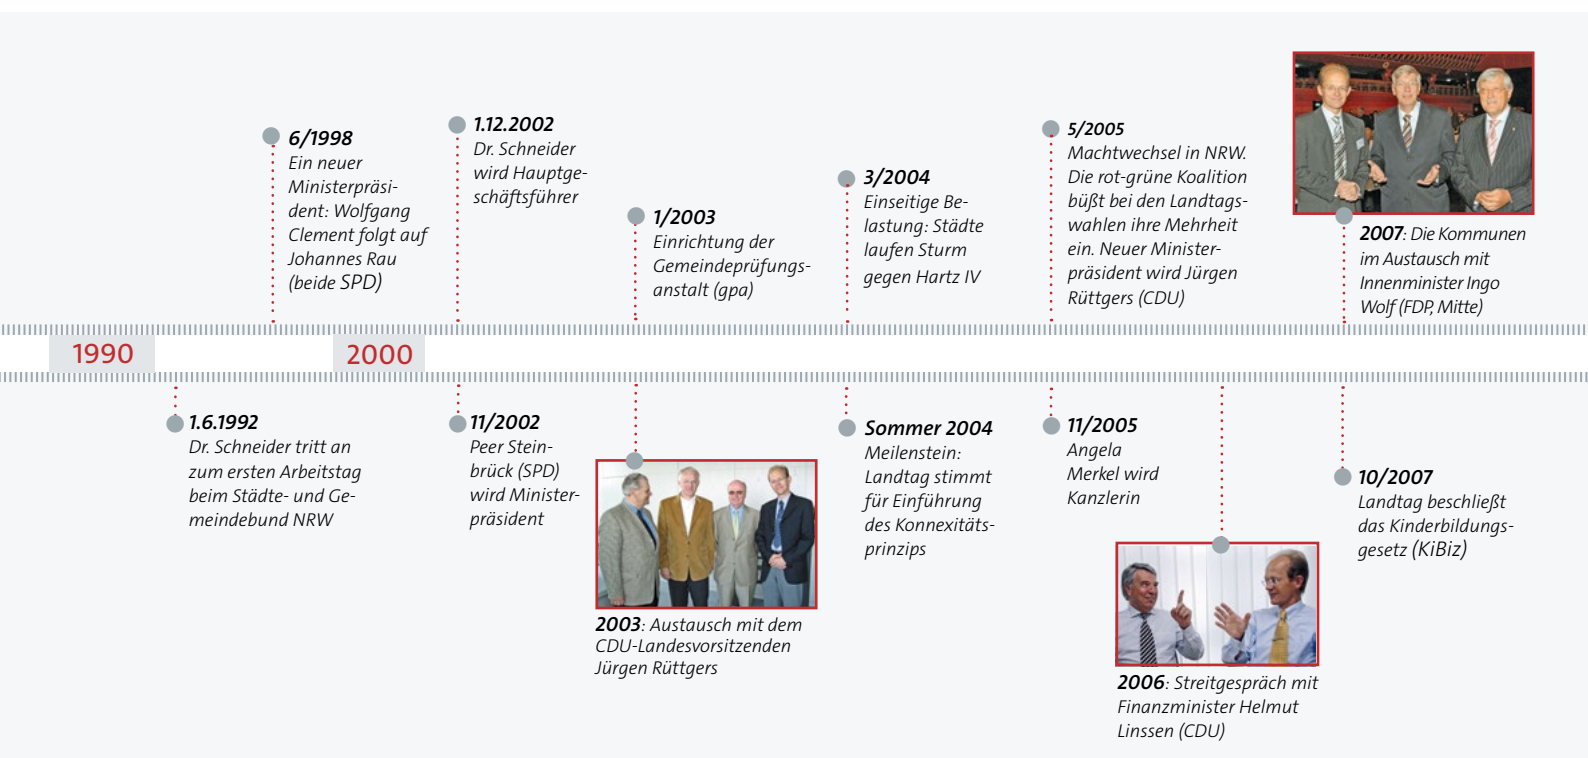 6/1998
Ein neuer
Ministerpräsi-
dent: Wolfgang
Clement folgt auf
Johannes Rau
(beide SPD)
1.12.2002
Dr. Schneider
wird Hauptge-
schäftsführer
1/2003
Einrichtung der
Gemeindeprüfungs-
anstalt (gpa)
3/2004
Einseitige Be-
lastung: Städte
laufen Sturm
gegen Hartz IV
5/2005
Machtwechsel in NRW.
Die rot-grüne Koalition
büßt bei den Landtags-
wahlen ihre Mehrheit
ein. Neuer Minister-
präsident wird Jürgen
Rüttgers (CDU)
2007: Die Kommunen
im Austausch mit
Innenminister Ingo
Wolf (FDP, Mitte)
1990
2000
1.6.1992
Dr. Schneider tritt an
zum ersten Arbeitstag
beim Städte- und Ge-
meindebund NRW
11/2002
Peer Stein-
brück (SPD)
wird Minister-
präsident
2003: Austausch mit dem
CDU-Landesvorsitzenden
Jürgen Rüttgers
Sommer 2004
Meilenstein:
Landtag stimmt
für Einführung
des Konnexitäts-
prinzips
11/2005
Angela
Merkel wird
Kanzlerin
2006: Streitgespräch mit
Finanzminister Helmut
Linssen (CDU)
10/2007
Landtag beschließt
das Kinderbildungs-
gesetz (KiBiz)